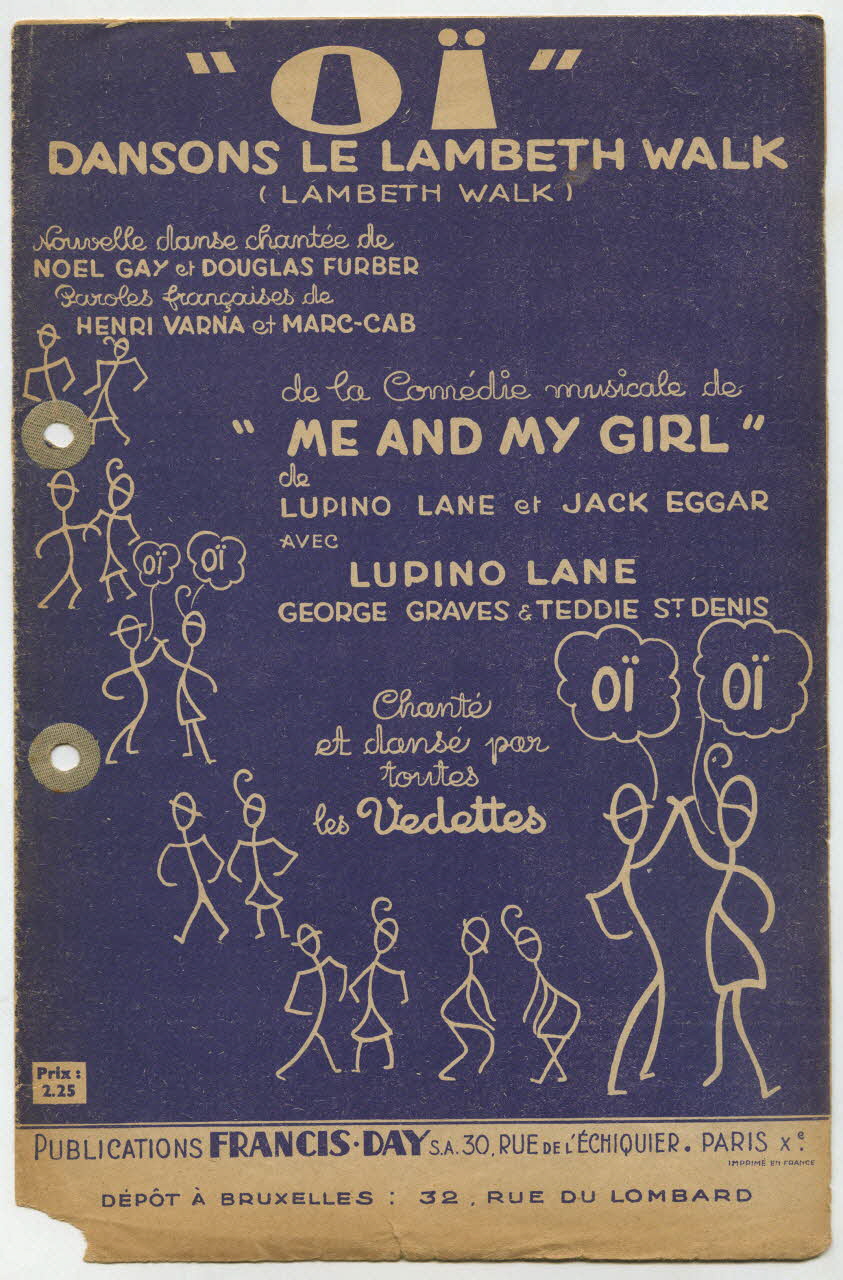 "OÏ"
DANSONS LE LAMBETH WALK
(LAMBETH WALK)
Nouvelle danse chantée de
NOEL GAY et DOUGLAS FURBER
Paroles françaises de
HENRI VARNA et MARC-CAB
de la Comédie musicale de
"ME AND MY GIRL"
de
LUPINO LANE et JACK EGGAR
AVEC
LUPINO LANE
GEORGE GRAVES & TEDDIE ST DENIS
OÏ OÏ
OÏ OÏ
Chanté
et dansé par
toutes
les Vedettes
Prix :
2.25
PUBLICATIONS FRANCIS·DAY S.A. 30, RUE DE L'ÉCHIQUIER. PARIS Xe.
IMPRIMÉ EN FRANCE
DÉPÔT À BRUXELLES : 32, RUE DU LOMBARD